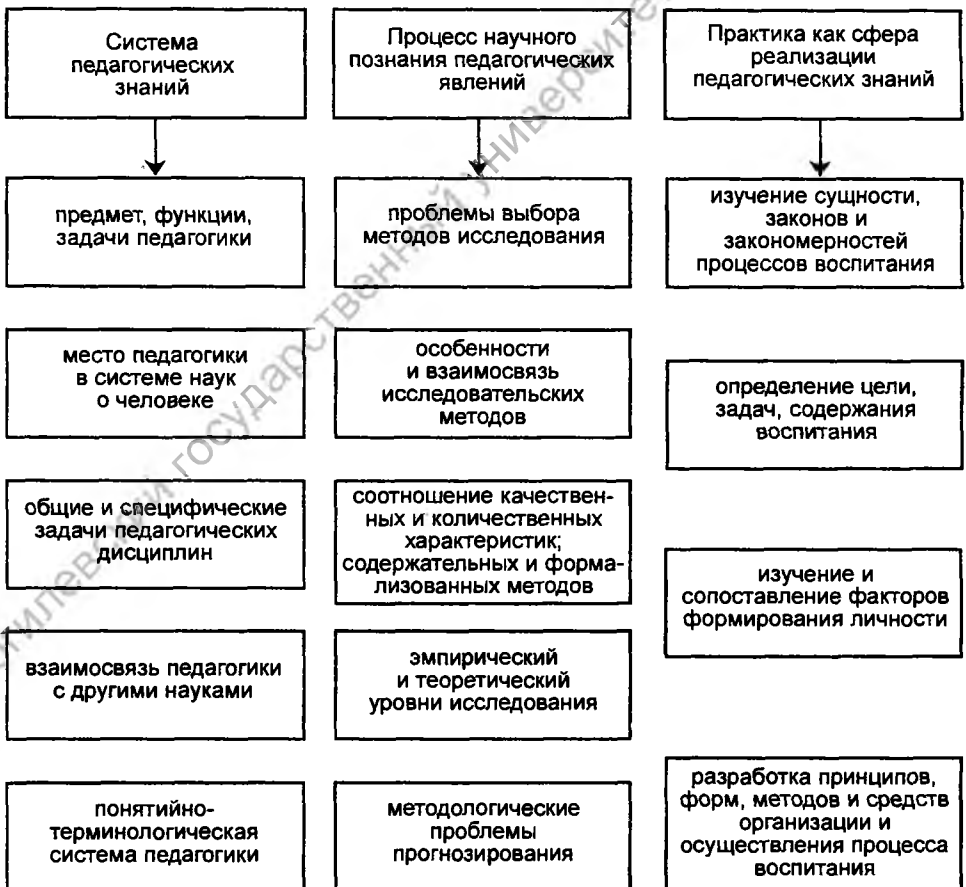 Система
педагогических
знаний
Процесс научного
познания педагогических
явлений
Практика как сфера
реализации
педагогических знаний
предмет, функции,
задачи педагогики
проблемы выбора
методов исследования
изучение сущности,
законов и
закономерностей
процессов воспитания
место педагогики
в системе наук
о человеке
особенности
и взаимосвязь
исследовательских
методов
определение цели,
задач, содержания
воспитания
общие и специфические
задачи педагогических
дисциплин
соотношение качествен-
ных и количественных
характеристик;
содержательных и форма-
лизованных методов
изучение и
сопоставление факторов
формирования личности
взаимосвязь педагогики
с другими науками
эмпирический
и теоретический
уровни исследования
понятийно-
терминологическая
система педагогики
методологические
проблемы
прогнозирования
разработка принципов,
форм, методов и средств
организации и
осуществления процесса
воспитания
государственный